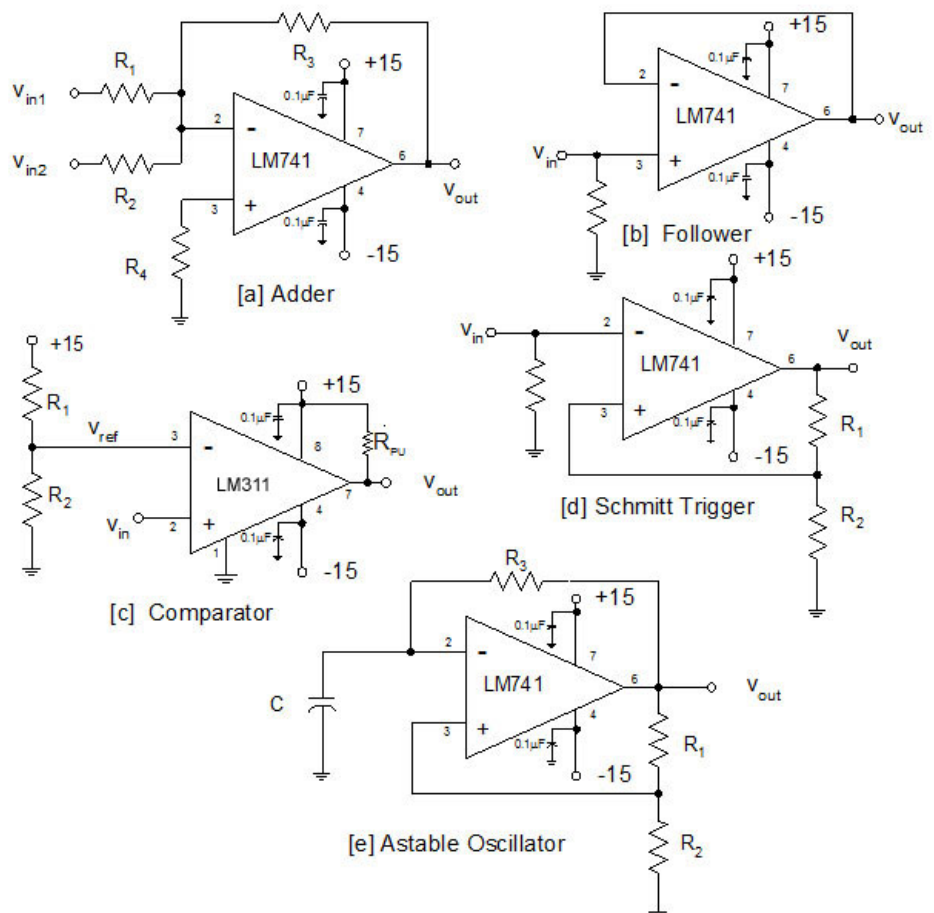 R3
+15
0.1µF
R1
vin1
2
-
7
LM741
6
vin2
R2
3
+
4
vout
0.1µF
R4
-15
[a] Adder
+15
0.1µF
7
2
-
LM741
6
vout
vin
3
+
4
0.1µF
-15
[b] Follower
+15
R1
vref
R2
+15
0.1µF
8
RPU
3
-
LM311
7
vout
vin
2
+
4
1
0.1µF
-15
[c] Comparator
+15
0.1µF
vin
2
-
7
LM741
6
vout
3
+
4
0.1µF
R1
-15
R2
[d] Schmitt Trigger
R3
+15
0.1µF
2
-
7
LM741
6
vout
C
3
+
4
0.1µF
R1
-15
R2
[e] Astable Oscillator